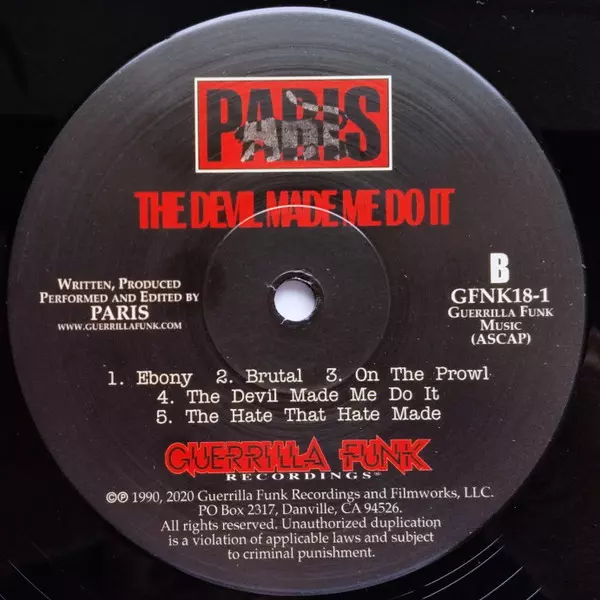 PARIS
THE DEVIL MADE ME DO IT
WRITTEN, PRODUCED
PERFORMED AND EDITED BY
PARIS
WWW.GUERRILLAFUNK.COM
B
GFNK18-1
GUERRILLA FUNK
MUSIC
(ASCAP)
1. Ebony 2. Brutal 3. On The Prowl
4. The Devil Made Me Do It
5. The Hate That Hate Made
GUERRILLA FUNK
RECORDINGS®
©℗ 1990, 2020 Guerrilla Funk Recordings and Filmworks, LLC.
PO Box 2317, Danville, CA 94526.
All rights reserved. Unauthorized duplication
is a violation of applicable laws and subject
to criminal punishment.